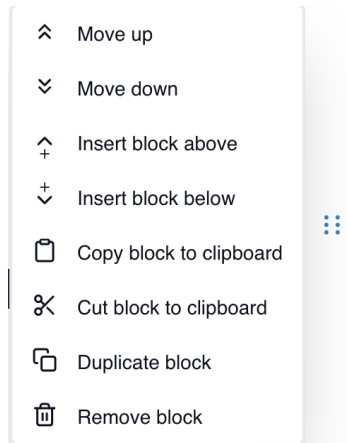 Move up
Move down
Insert block above
Insert block below
Copy block to clipboard
Cut block to clipboard
Duplicate block
Remove block